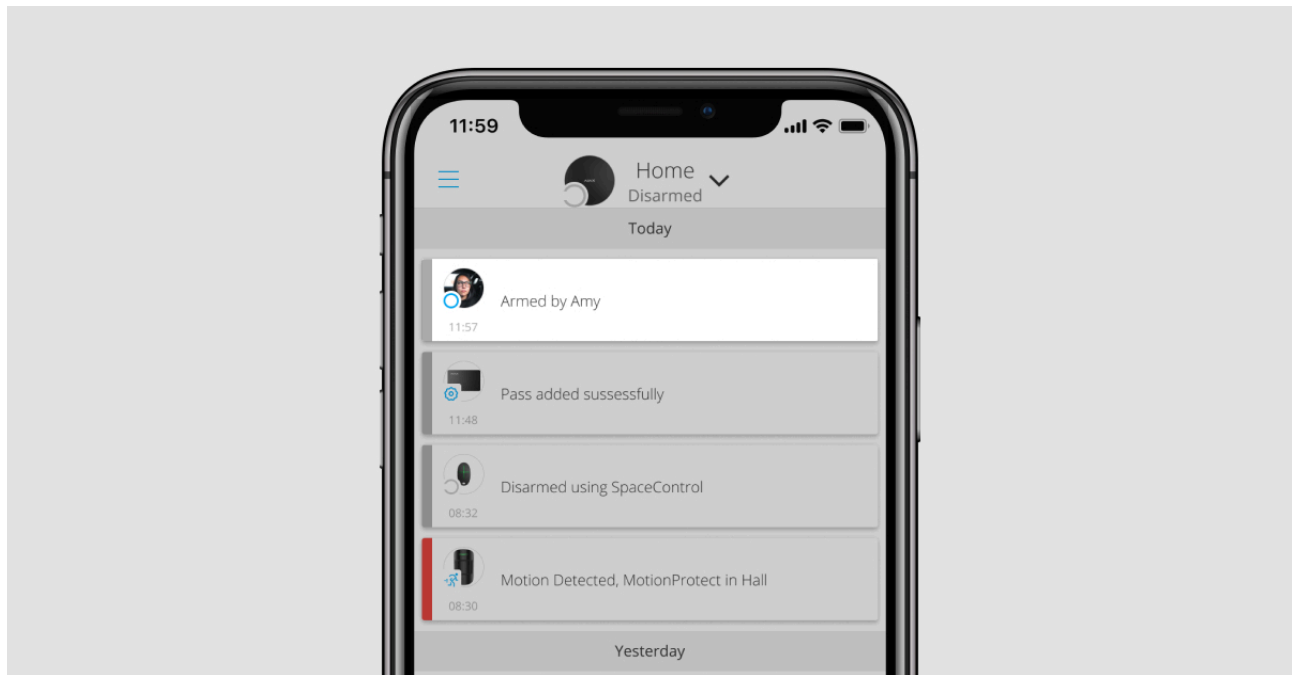 11:59
Home
Disarmed
Today
Armed by Amy
11:57
Pass added sussessfully
11:48
Disarmed using SpaceControl
08:32
Motion Detected, MotionProtect in Hall
08:30
Yesterday